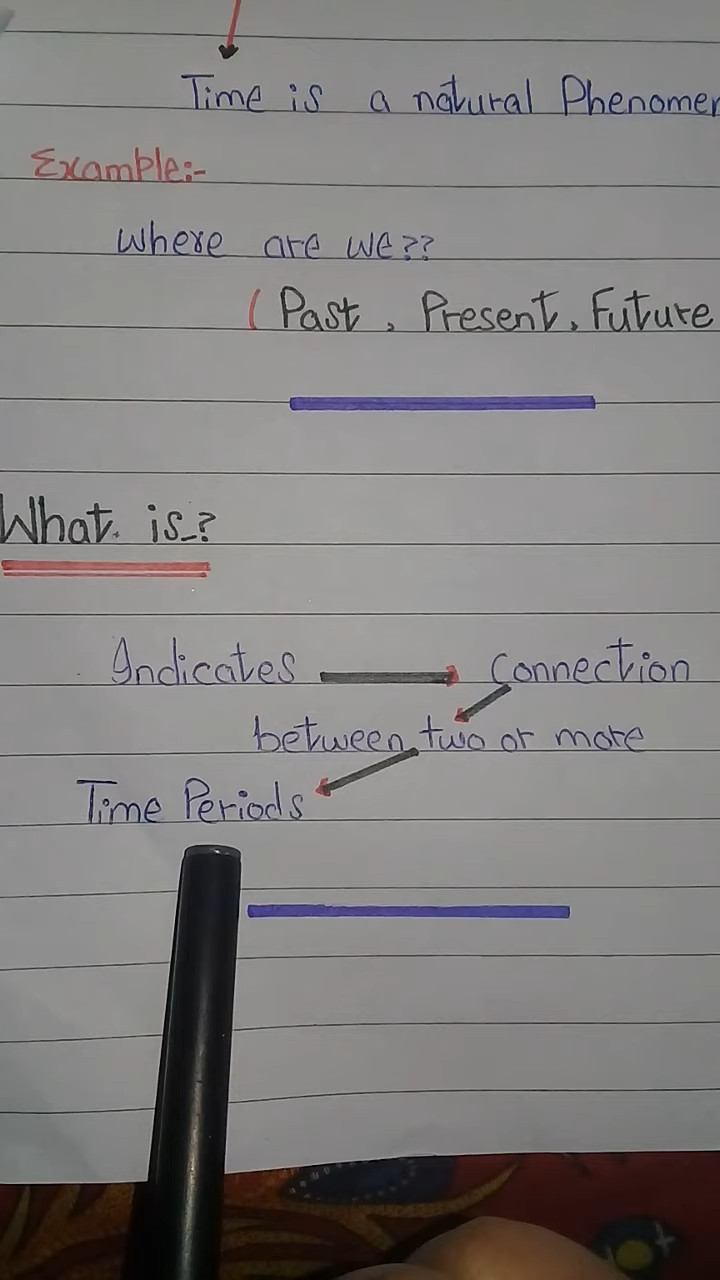 Time is a natural Phenomen
Example:-
where are we??
( Past , Present, Future
What is ?
Indicates connection
between two or more
Time Periods